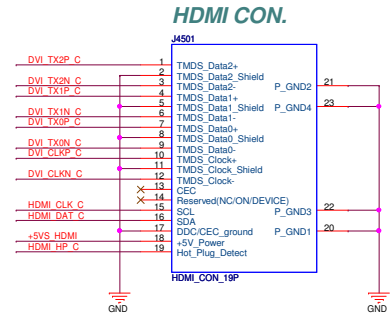 HDMI CON.
J4501
DVI_TX2P_C 1 TMDS_Data2+
2 TMDS_Data2_Shield P_GND2 21
DVI_TX2N_C 3 TMDS_Data2-
DVI_TX1P_C 4 TMDS_Data1+
5 TMDS_Data1_Shield P_GND4 23
DVI_TX1N_C 6 TMDS_Data1-
DVI_TX0P_C 7 TMDS_Data0+
8 TMDS_Data0_Shield
DVI_TX0N_C 9 TMDS_Data0-
DVI_CLKP_C 10 TMDS_Clock+
11 TMDS_Clock_Shield
DVI_CLKN_C 12 TMDS_Clock-
13 CEC
14 Reserved(NC/ON/DEVICE)
HDMI_CLK_C 15 SCL P_GND3 22
HDMI_DAT_C 16 SDA
17 DDC/CEC_ground P_GND1 20
+5VS_HDMI 18 +5V_Power
HDMI_HP_C 19 Hot_Plug_Detect
HDMI_CON_19P
GND GND